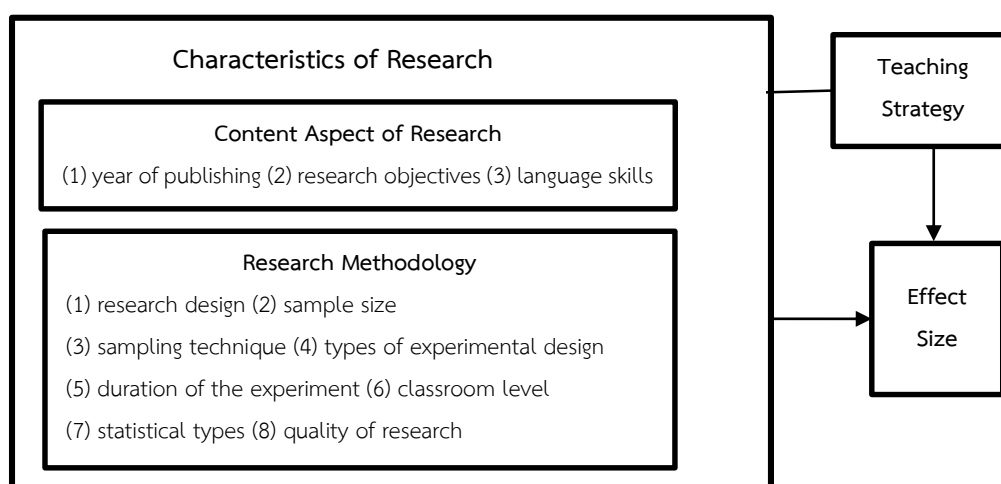 Characteristics of Research
Content Aspect of Research
(1) year of publishing (2) research objectives (3) language skills
Research Methodology
(1) research design (2) sample size
(3) sampling technique (4) types of experimental design
(5) duration of the experiment (6) classroom level
(7) statistical types (8) quality of research
Teaching
Strategy
Effect
Size